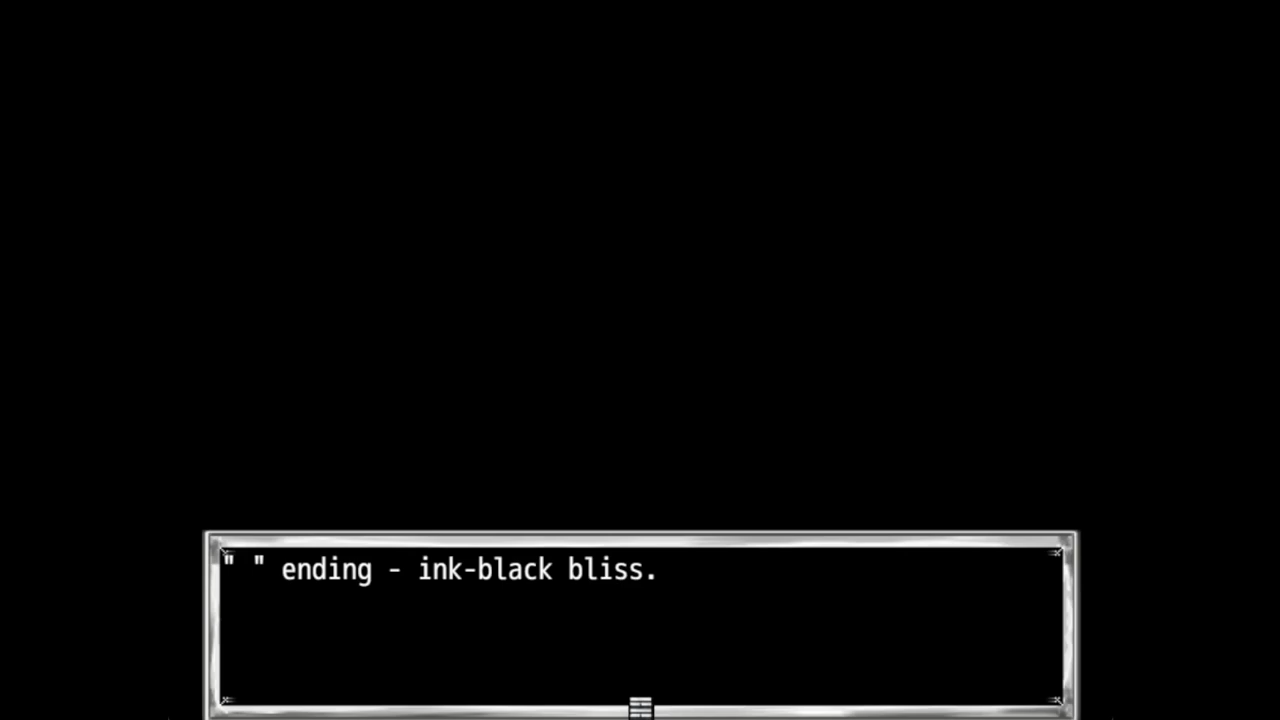 " " ending - ink-black bliss.